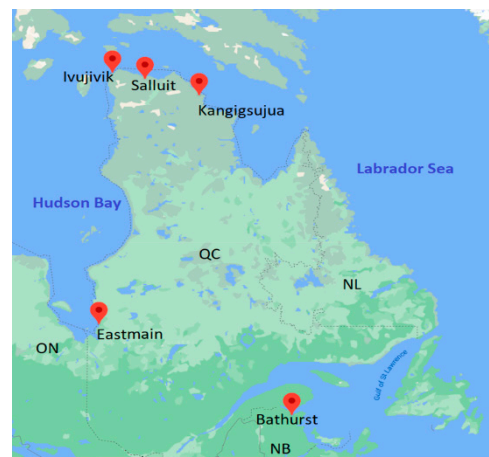 Ivujivik
Salluit
Kangigsujua
Labrador Sea
Hudson Bay
QC
NL
Eastmain
ON
Gulf of St Lawrence
Bathurst
NB